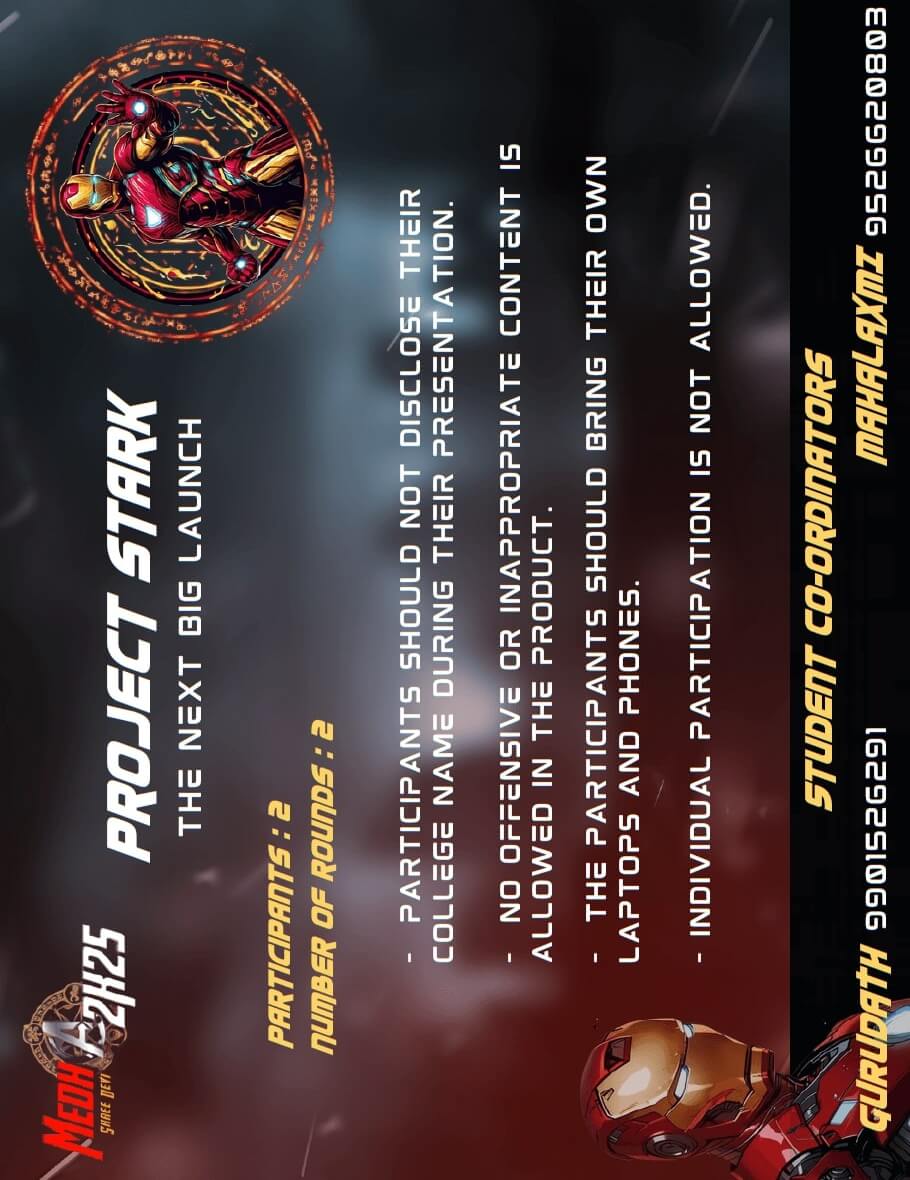 MEDHA 2K25
SHREE DEVI
PROJECT STARK
THE NEXT BIG LAUNCH
PARTICIPANTS : 2
NUMBER OF ROUNDS : 2
- PARTICIPANTS SHOULD NOT DISCLOSE THEIR
COLLEGE NAME DURING THEIR PRESENTATION.
- NO OFFENSIVE OR INAPPROPRIATE CONTENT IS
ALLOWED IN THE PRODUCT.
- THE PARTICIPANTS SHOULD BRING THEIR OWN
LAPTOPS AND PHONES.
- INDIVIDUAL PARTICIPATION IS NOT ALLOWED.
STUDENT CO-ORDINATORS
GURUDATH 9901526291
MAHALAXMI 9526620803